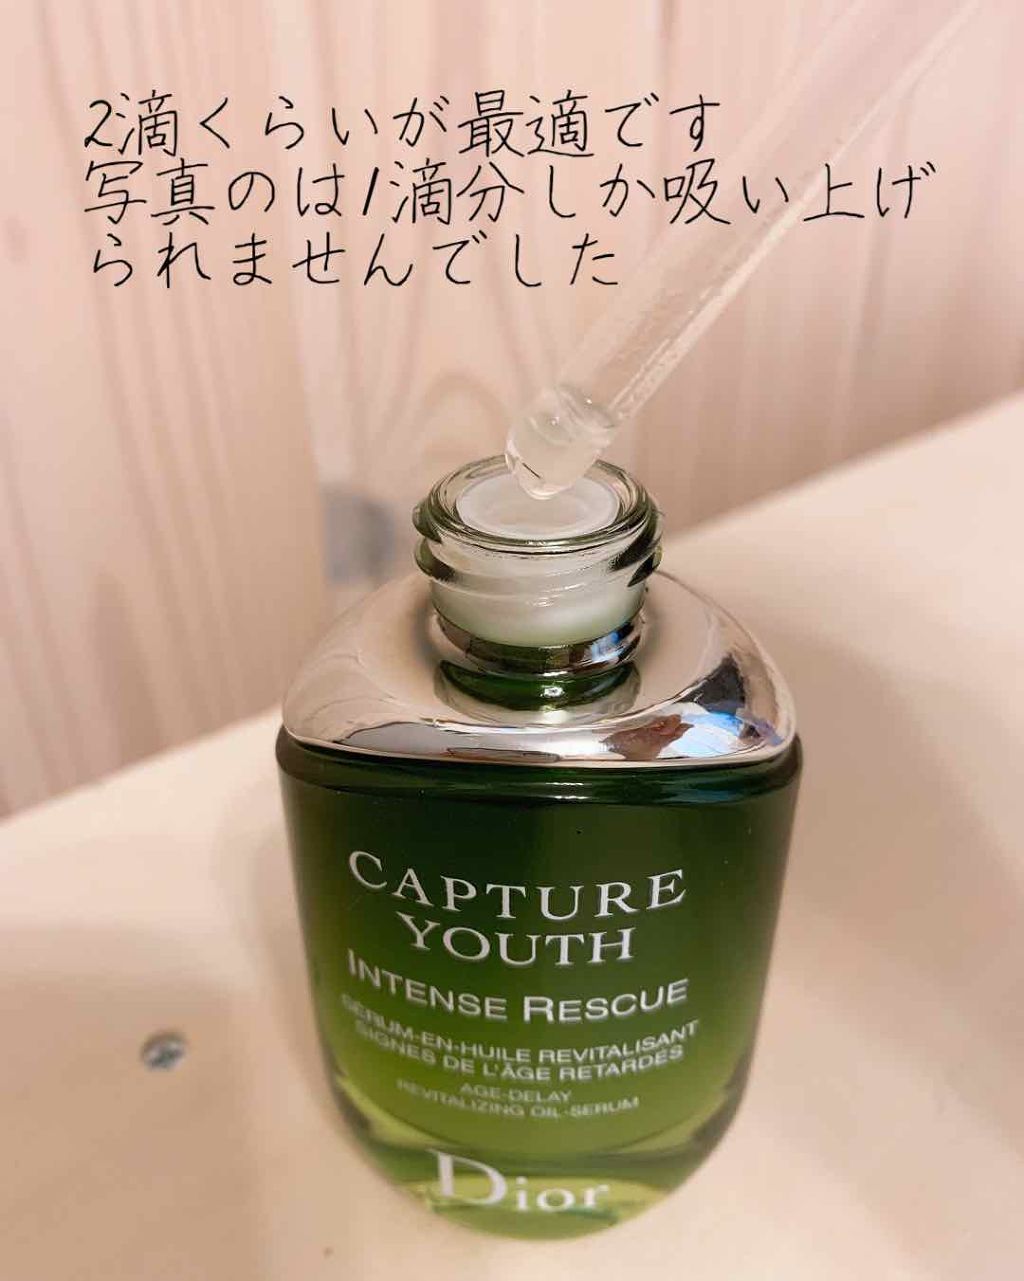 2滴くらいが最適です
写真のは1滴分しか吸い上げ
られませんでした
CAPTURE
YOUTH
INTENSE RESCUE
SÉRUM-EN-HUILE REVITALISANT
SIGNES DE L'ÂGE RETARDÉS
AGE-DELAY
REVITALIZING OIL-SERUM
Dior